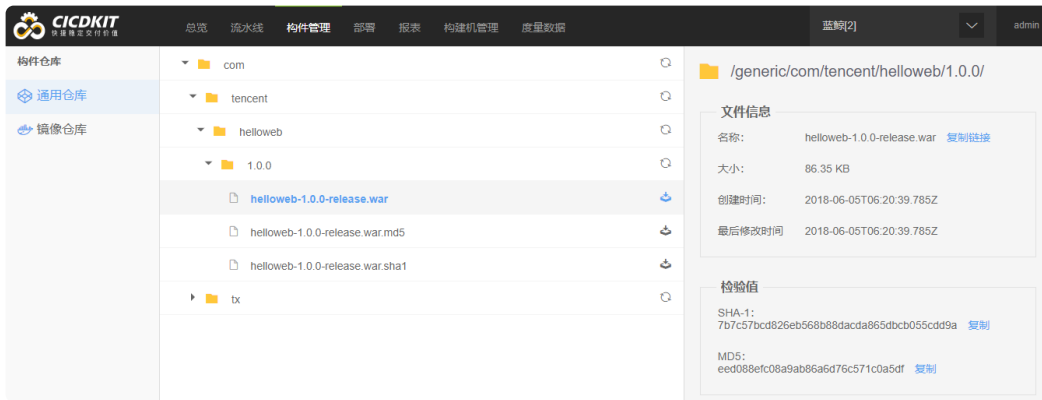 CICDKIT
快捷稳定交付价值
总览 流水线 构件管理 部署 报表 构建机管理 度量数据 蓝鲸[2] admin
构件仓库
通用仓库
镜像仓库
com
tencent
helloweb
1.0.0
helloweb-1.0.0-release.war
helloweb-1.0.0-release.war.md5
helloweb-1.0.0-release.war.sha1
tx
/generic/com/tencent/helloweb/1.0.0/
文件信息
名称: helloweb-1.0.0-release.war 复制链接
大小: 86.35 KB
创建时间: 2018-06-05T06:20:39.785Z
最后修改时间 2018-06-05T06:20:39.785Z
检验值
SHA-1:
7b7c57bcd826eb568b88dacda865dbcb055cdd9a 复制
MD5:
eed088efc08a9ab86a6d76c571c0a5df 复制